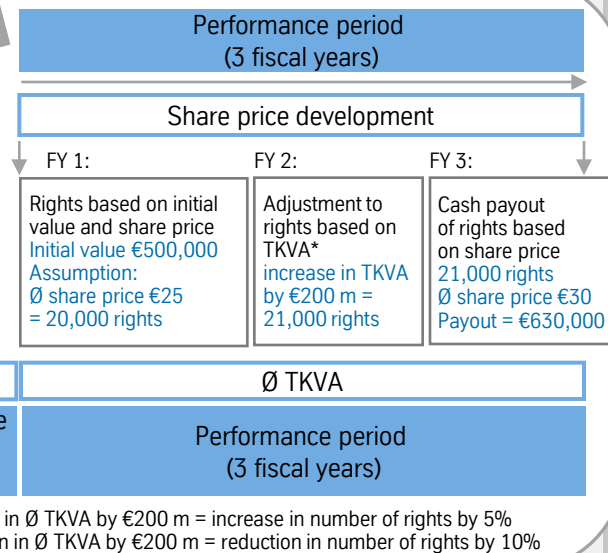 Performance period
(3 fiscal years)
Share price development
FY 1:
FY 2:
FY 3:
Rights based on initial
value and share price
Initial value €500,000
Assumption:
Ø share price €25
= 20,000 rights
Adjustment to
rights based on
TKVA*
increase in TKVA
by €200 m =
21,000 rights
Cash payout
of rights based
on share price
21,000 rights
Ø share price €30
Payout = €630,000
Ø TKVA
Performance period
(3 fiscal years)
in Ø TKVA by €200 m = increase in number of rights by 5%
in Ø TKVA by €200 m = reduction in number of rights by 10%